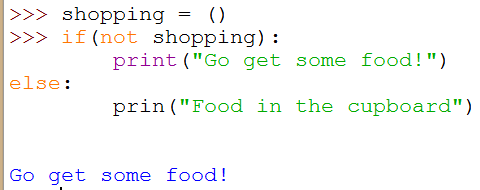 >>> shopping = ()
>>> if(not shopping):
        print("Go get some food!")
else:
        prin("Food in the cupboard")
Go get some food!